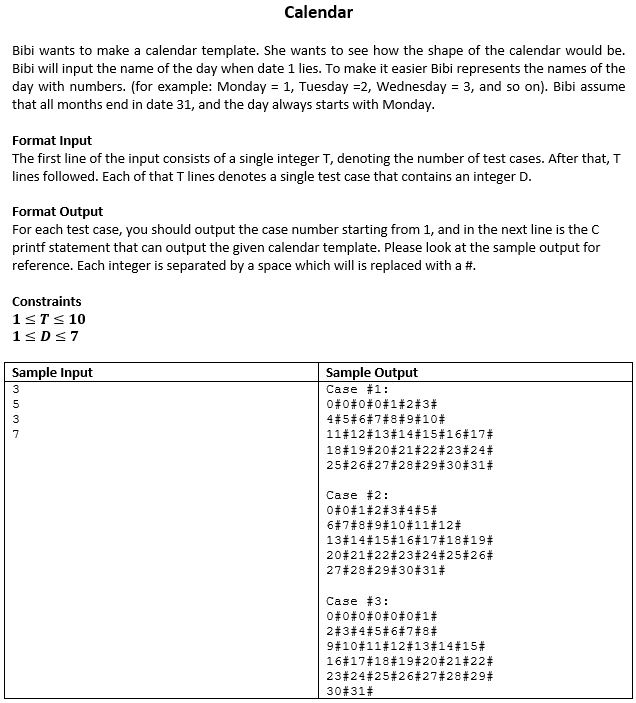 Calendar
Bibi wants to make a calendar template. She wants to see how the shape of the calendar would be.
Bibi will input the name of the day when date 1 lies. To make it easier Bibi represents the names of the
day with numbers. (for example: Monday = 1, Tuesday =2, Wednesday = 3, and so on). Bibi assume
that all months end in date 31, and the day always starts with Monday.
Format Input
The first line of the input consists of a single integer T, denoting the number of test cases. After that, T
lines followed. Each of that T lines denotes a single test case that contains an integer D.
Format Output
For each test case, you should output the case number starting from 1, and in the next line is the C
printf statement that can output the given calendar template. Please look at the sample output for
reference. Each integer is separated by a space which will is replaced with a #.
Constraints
1 ≤ T ≤ 10
1 ≤ D ≤ 7
Sample Input
3
5
3
7
Sample Output
Case #1:
0#0#0#0#1#2#3#
4#5#6#7#8#9#10#
11#12#13#14#15#16#17#
18#19#20#21#22#23#24#
25#26#27#28#29#30#31#
Case #2:
0#0#1#2#3#4#5#
6#7#8#9#10#11#12#
13#14#15#16#17#18#19#
20#21#22#23#24#25#26#
27#28#29#30#31#
Case #3:
0#0#0#0#0#0#1#
2#3#4#5#6#7#8#
9#10#11#12#13#14#15#
16#17#18#19#20#21#22#
23#24#25#26#27#28#29#
30#31#